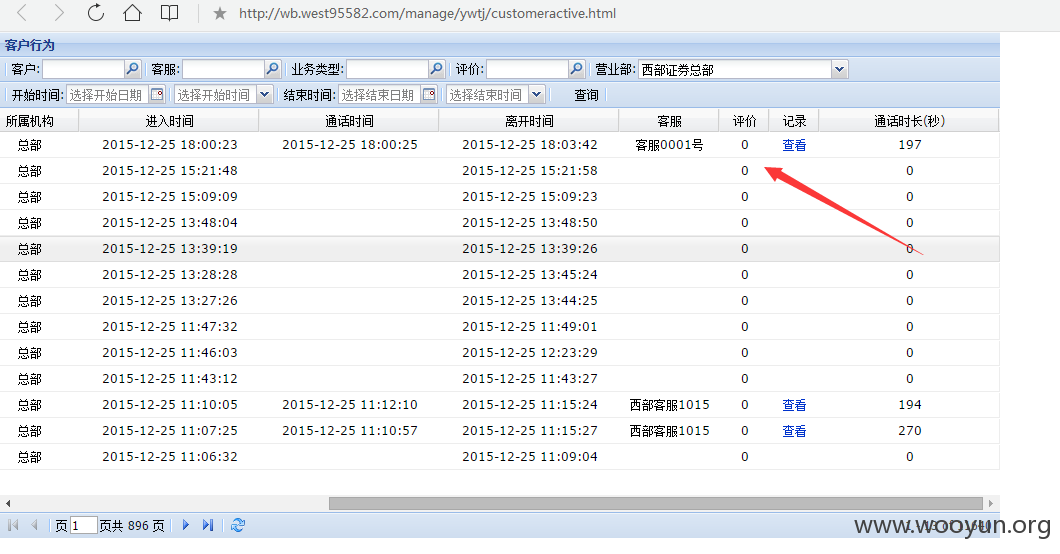 http://wb.west95582.com/manage/ywtj/customeractive.html
客户行为
客户: 客服: 业务类型: 评价: 营业部: 西部证券总部
开始时间: 选择开始日期 选择开始时间 结束时间: 选择结束日期 选择结束时间 查询
所属机构 进入时间 通话时间 离开时间 客服 评价 记录 通话时长(秒)
总部 2015-12-25 18:00:23 2015-12-25 18:00:25 2015-12-25 18:03:42 客服0001号 0 查看 197
总部 2015-12-25 15:21:48 2015-12-25 15:21:58 0 0
总部 2015-12-25 15:09:09 2015-12-25 15:09:23 0 0
总部 2015-12-25 13:48:04 2015-12-25 13:48:50 0 0
总部 2015-12-25 13:39:19 2015-12-25 13:39:26 0 0
总部 2015-12-25 13:28:28 2015-12-25 13:45:24 0 0
总部 2015-12-25 13:27:26 2015-12-25 13:44:25 0 0
总部 2015-12-25 11:47:32 2015-12-25 11:49:01 0 0
总部 2015-12-25 11:46:03 2015-12-25 12:23:29 0 0
总部 2015-12-25 11:43:12 2015-12-25 11:43:27 0 0
总部 2015-12-25 11:10:05 2015-12-25 11:12:10 2015-12-25 11:15:24 西部客服1015 0 查看 194
总部 2015-12-25 11:07:25 2015-12-25 11:10:57 2015-12-25 11:15:27 西部客服1015 0 查看 270
总部 2015-12-25 11:06:32 2015-12-25 11:09:04 0 0
页 1 页共 896 页
www.wooyun.org